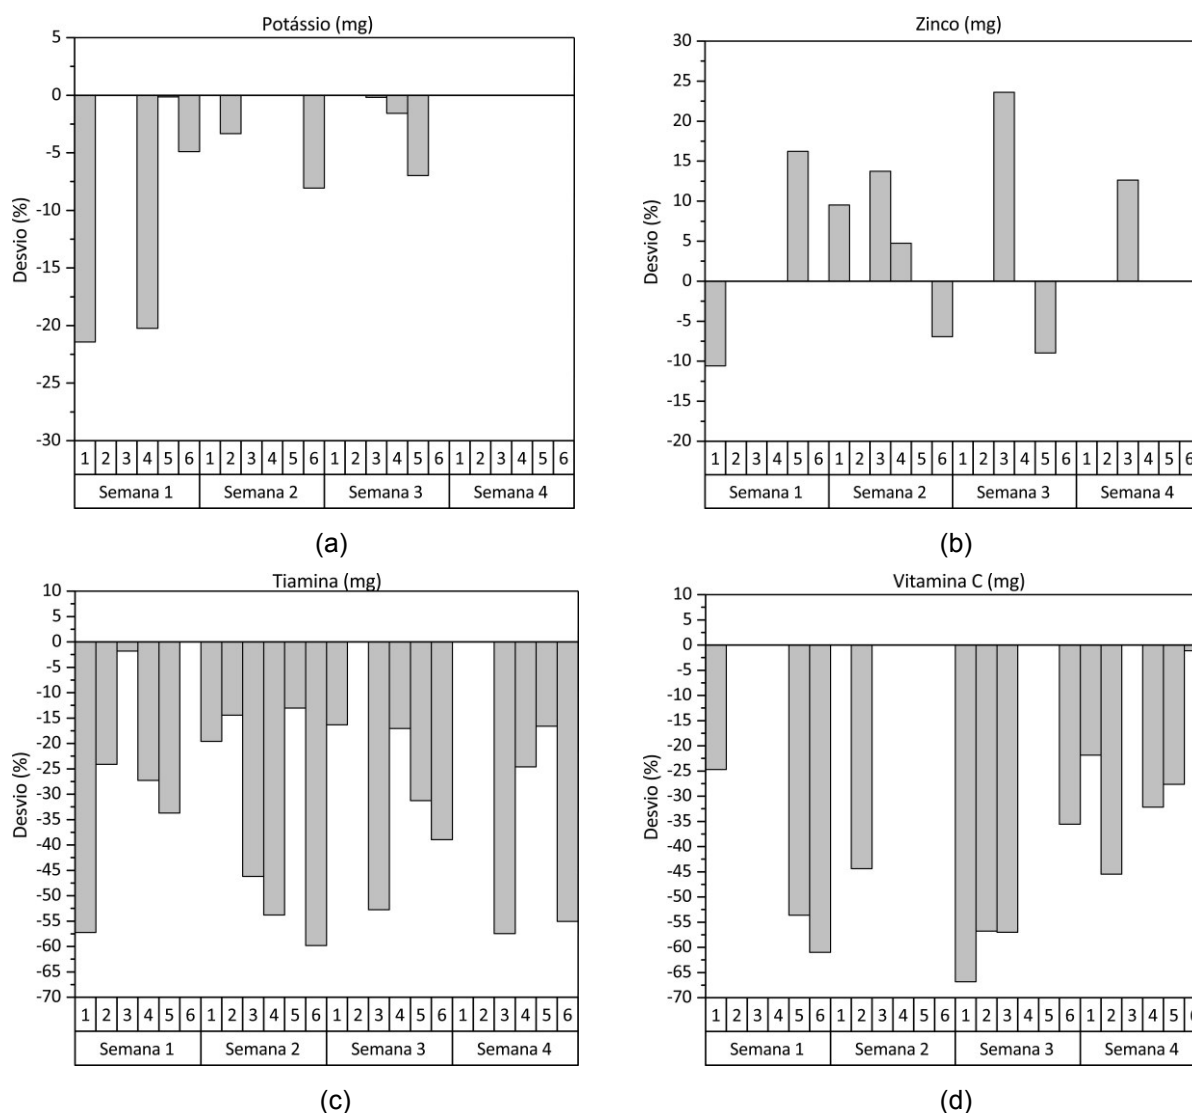 Potássio (mg)
5
0
-5
-10
-15
-20
-25
-30
Desvio (%)
1 2 3 4 5 6 1 2 3 4 5 6 1 2 3 4 5 6 1 2 3 4 5 6
Semana 1 Semana 2 Semana 3 Semana 4
(a)
Zinco (mg)
30
25
20
15
10
5
0
-5
-10
-15
-20
Desvio (%)
1 2 3 4 5 6 1 2 3 4 5 6 1 2 3 4 5 6 1 2 3 4 5 6
Semana 1 Semana 2 Semana 3 Semana 4
(b)
Tiamina (mg)
10
5
0
-5
-10
-15
-20
-25
-30
-35
-40
-45
-50
-55
-60
-65
-70
Desvio (%)
1 2 3 4 5 6 1 2 3 4 5 6 1 2 3 4 5 6 1 2 3 4 5 6
Semana 1 Semana 2 Semana 3 Semana 4
(c)
Vitamina C (mg)
10
5
0
-5
-10
-15
-20
-25
-30
-35
-40
-45
-50
-55
-60
-65
-70
Desvio (%)
1 2 3 4 5 6 1 2 3 4 5 6 1 2 3 4 5 6 1 2 3 4 5 6
Semana 1 Semana 2 Semana 3 Semana 4
(d)